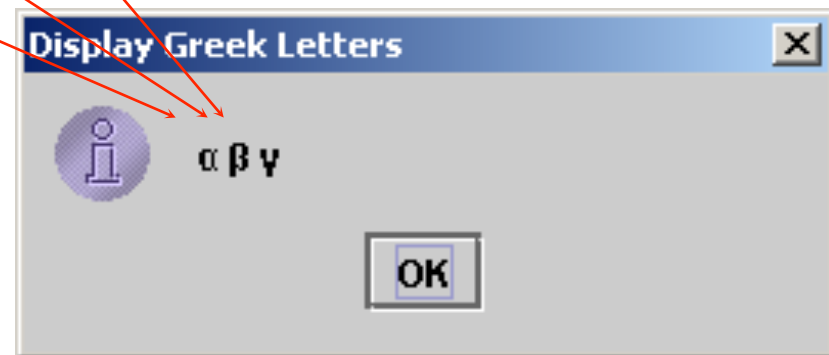 Display Greek Letters
α β γ
OK